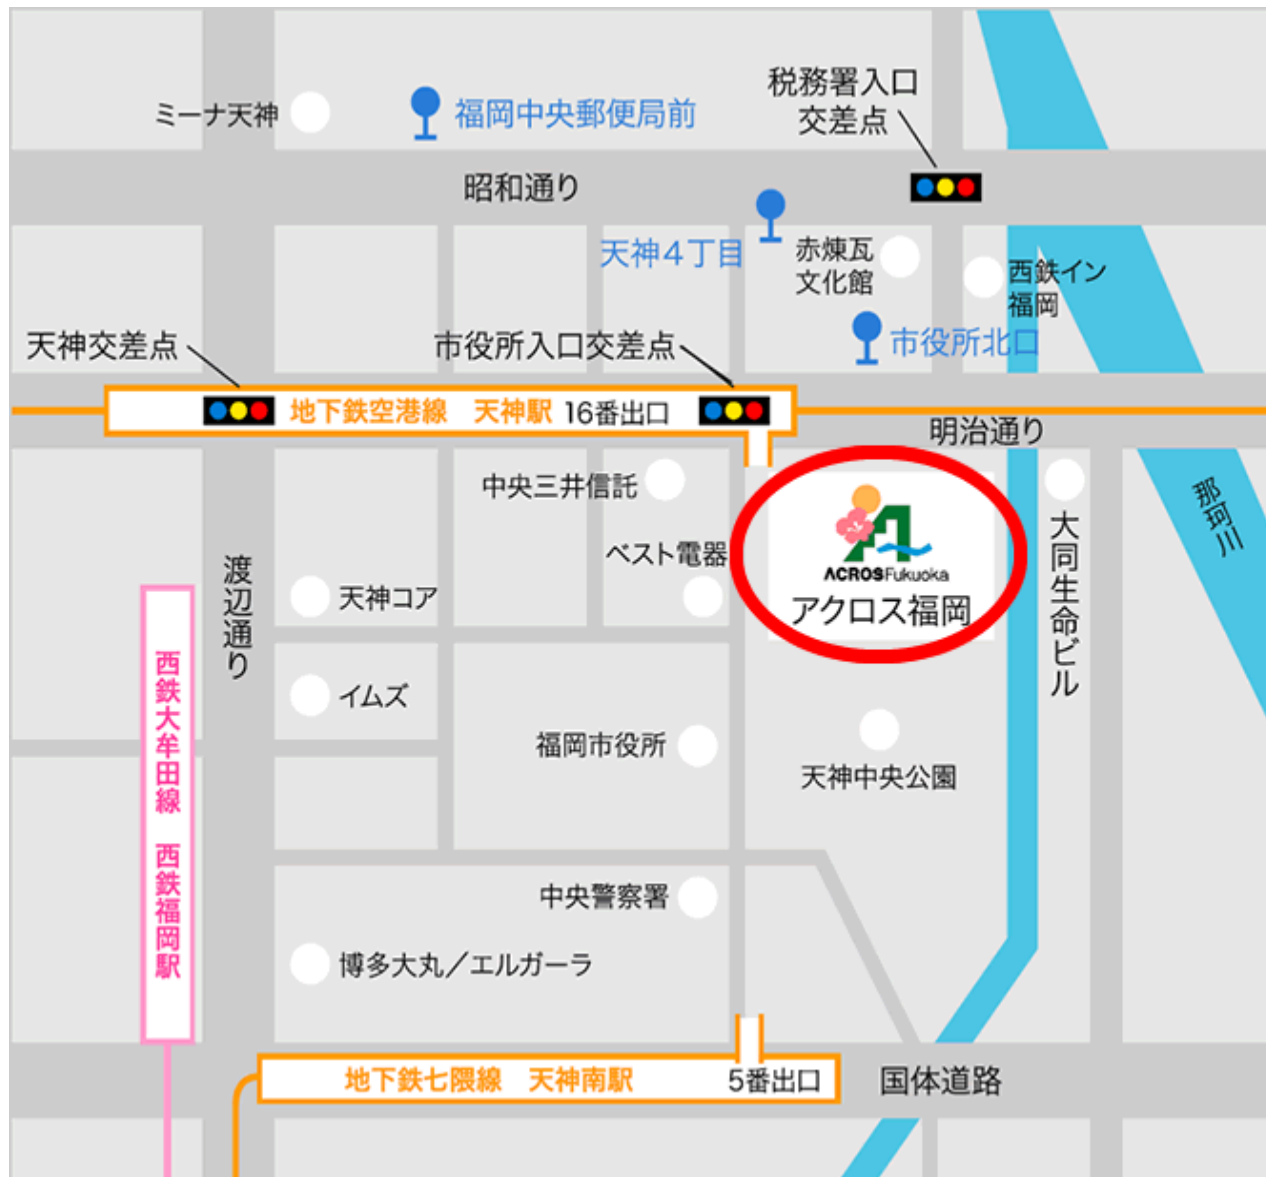 ミーナ天神
福岡中央郵便局前
税務署入口
交差点
昭和通り
天神4丁目
赤煉瓦
文化館
西鉄イン
福岡
天神交差点
市役所入口交差点
市役所北口
地下鉄空港線　天神駅 16番出口
明治通り
中央三井信託
ベスト電器
ACROSFukuoka
アクロス福岡
大同生命ビル
那珂川
渡辺通り
天神コア
イムズ
西鉄大牟田線　西鉄福岡駅
福岡市役所
天神中央公園
中央警察署
博多大丸／エルガーラ
地下鉄七隈線　天神南駅　5番出口
国体道路